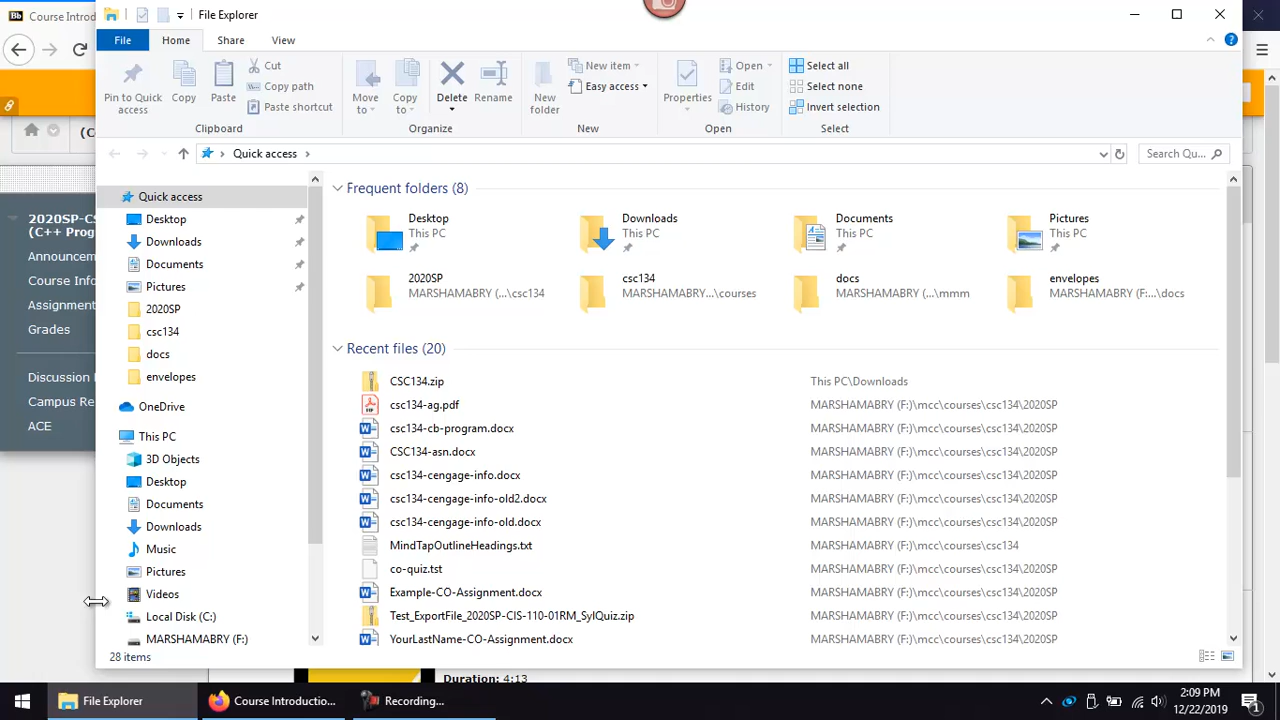 Bb Course Introdu
File Explorer
File Home Share View
Pin to Quick access
Copy
Paste
Cut
Copy path
Paste shortcut
Clipboard
Move to
Copy to
Delete
Rename
Organize
New folder
New item
Easy access
New
Properties
Open
Edit
History
Open
Select all
Select none
Invert selection
Select
Quick access
Search Qu...
(C
2020SP-CS
(C++ Prog
Announcem
Course Info
Assignment
Grades
Discussion
Campus Re
ACE
Quick access
Desktop
Downloads
Documents
Pictures
2020SP
csc134
docs
envelopes
OneDrive
This PC
3D Objects
Desktop
Documents
Downloads
Music
Pictures
Videos
Local Disk (C:)
MARSHAMABRY (F:)
Frequent folders (8)
Desktop
This PC
Downloads
This PC
Documents
This PC
Pictures
This PC
2020SP
MARSHAMABRY (...\csc134
csc134
MARSHAMABRY...\courses
docs
MARSHAMABRY (...\mmm
envelopes
MARSHAMABRY (F:...\docs
Recent files (20)
CSC134.zip This PC\Downloads
csc134-ag.pdf MARSHAMABRY (F:)\mcc\courses\csc134\2020SP
csc134-cb-program.docx MARSHAMABRY (F:)\mcc\courses\csc134\2020SP
CSC134-asn.docx MARSHAMABRY (F:)\mcc\courses\csc134\2020SP
csc134-cengage-info.docx MARSHAMABRY (F:)\mcc\courses\csc134\2020SP
csc134-cengage-info-old2.docx MARSHAMABRY (F:)\mcc\courses\csc134\2020SP
csc134-cengage-info-old.docx MARSHAMABRY (F:)\mcc\courses\csc134\2020SP
MindTapOutlineHeadings.txt MARSHAMABRY (F:)\mcc\courses\csc134
co-quiz.tst MARSHAMABRY (F:)\mcc\courses\csc134\2020SP
Example-CO-Assignment.docx MARSHAMABRY (F:)\mcc\courses\csc134\2020SP
Test_ExportFile_2020SP-CIS-110-01RM_SylQuiz.zip MARSHAMABRY (F:)\mcc\courses\csc134\2020SP
YourLastName-CO-Assignment.docx MARSHAMABRY (F:)\mcc\courses\csc134\2020SP
28 items
Duration: 4:13
File Explorer
Course Introductio...
Recording...
2:09 PM
12/22/2019
1